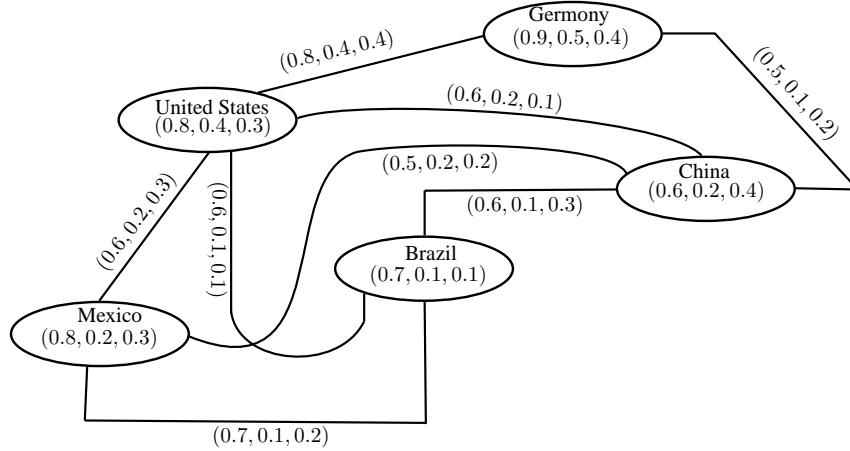 Germony
(0.9, 0.5, 0.4)
(0.8, 0.4, 0.4)
(0.5, 0.1, 0.2)
United States
(0.8, 0.4, 0.3)
(0.6, 0.2, 0.1)
(0.5, 0.2, 0.2)
China
(0.6, 0.2, 0.4)
(0.6, 0.2, 0.3)
(0.6, 0.1, 0.1)
(0.6, 0.1, 0.3)
Brazil
(0.7, 0.1, 0.1)
Mexico
(0.8, 0.2, 0.3)
(0.7, 0.1, 0.2)